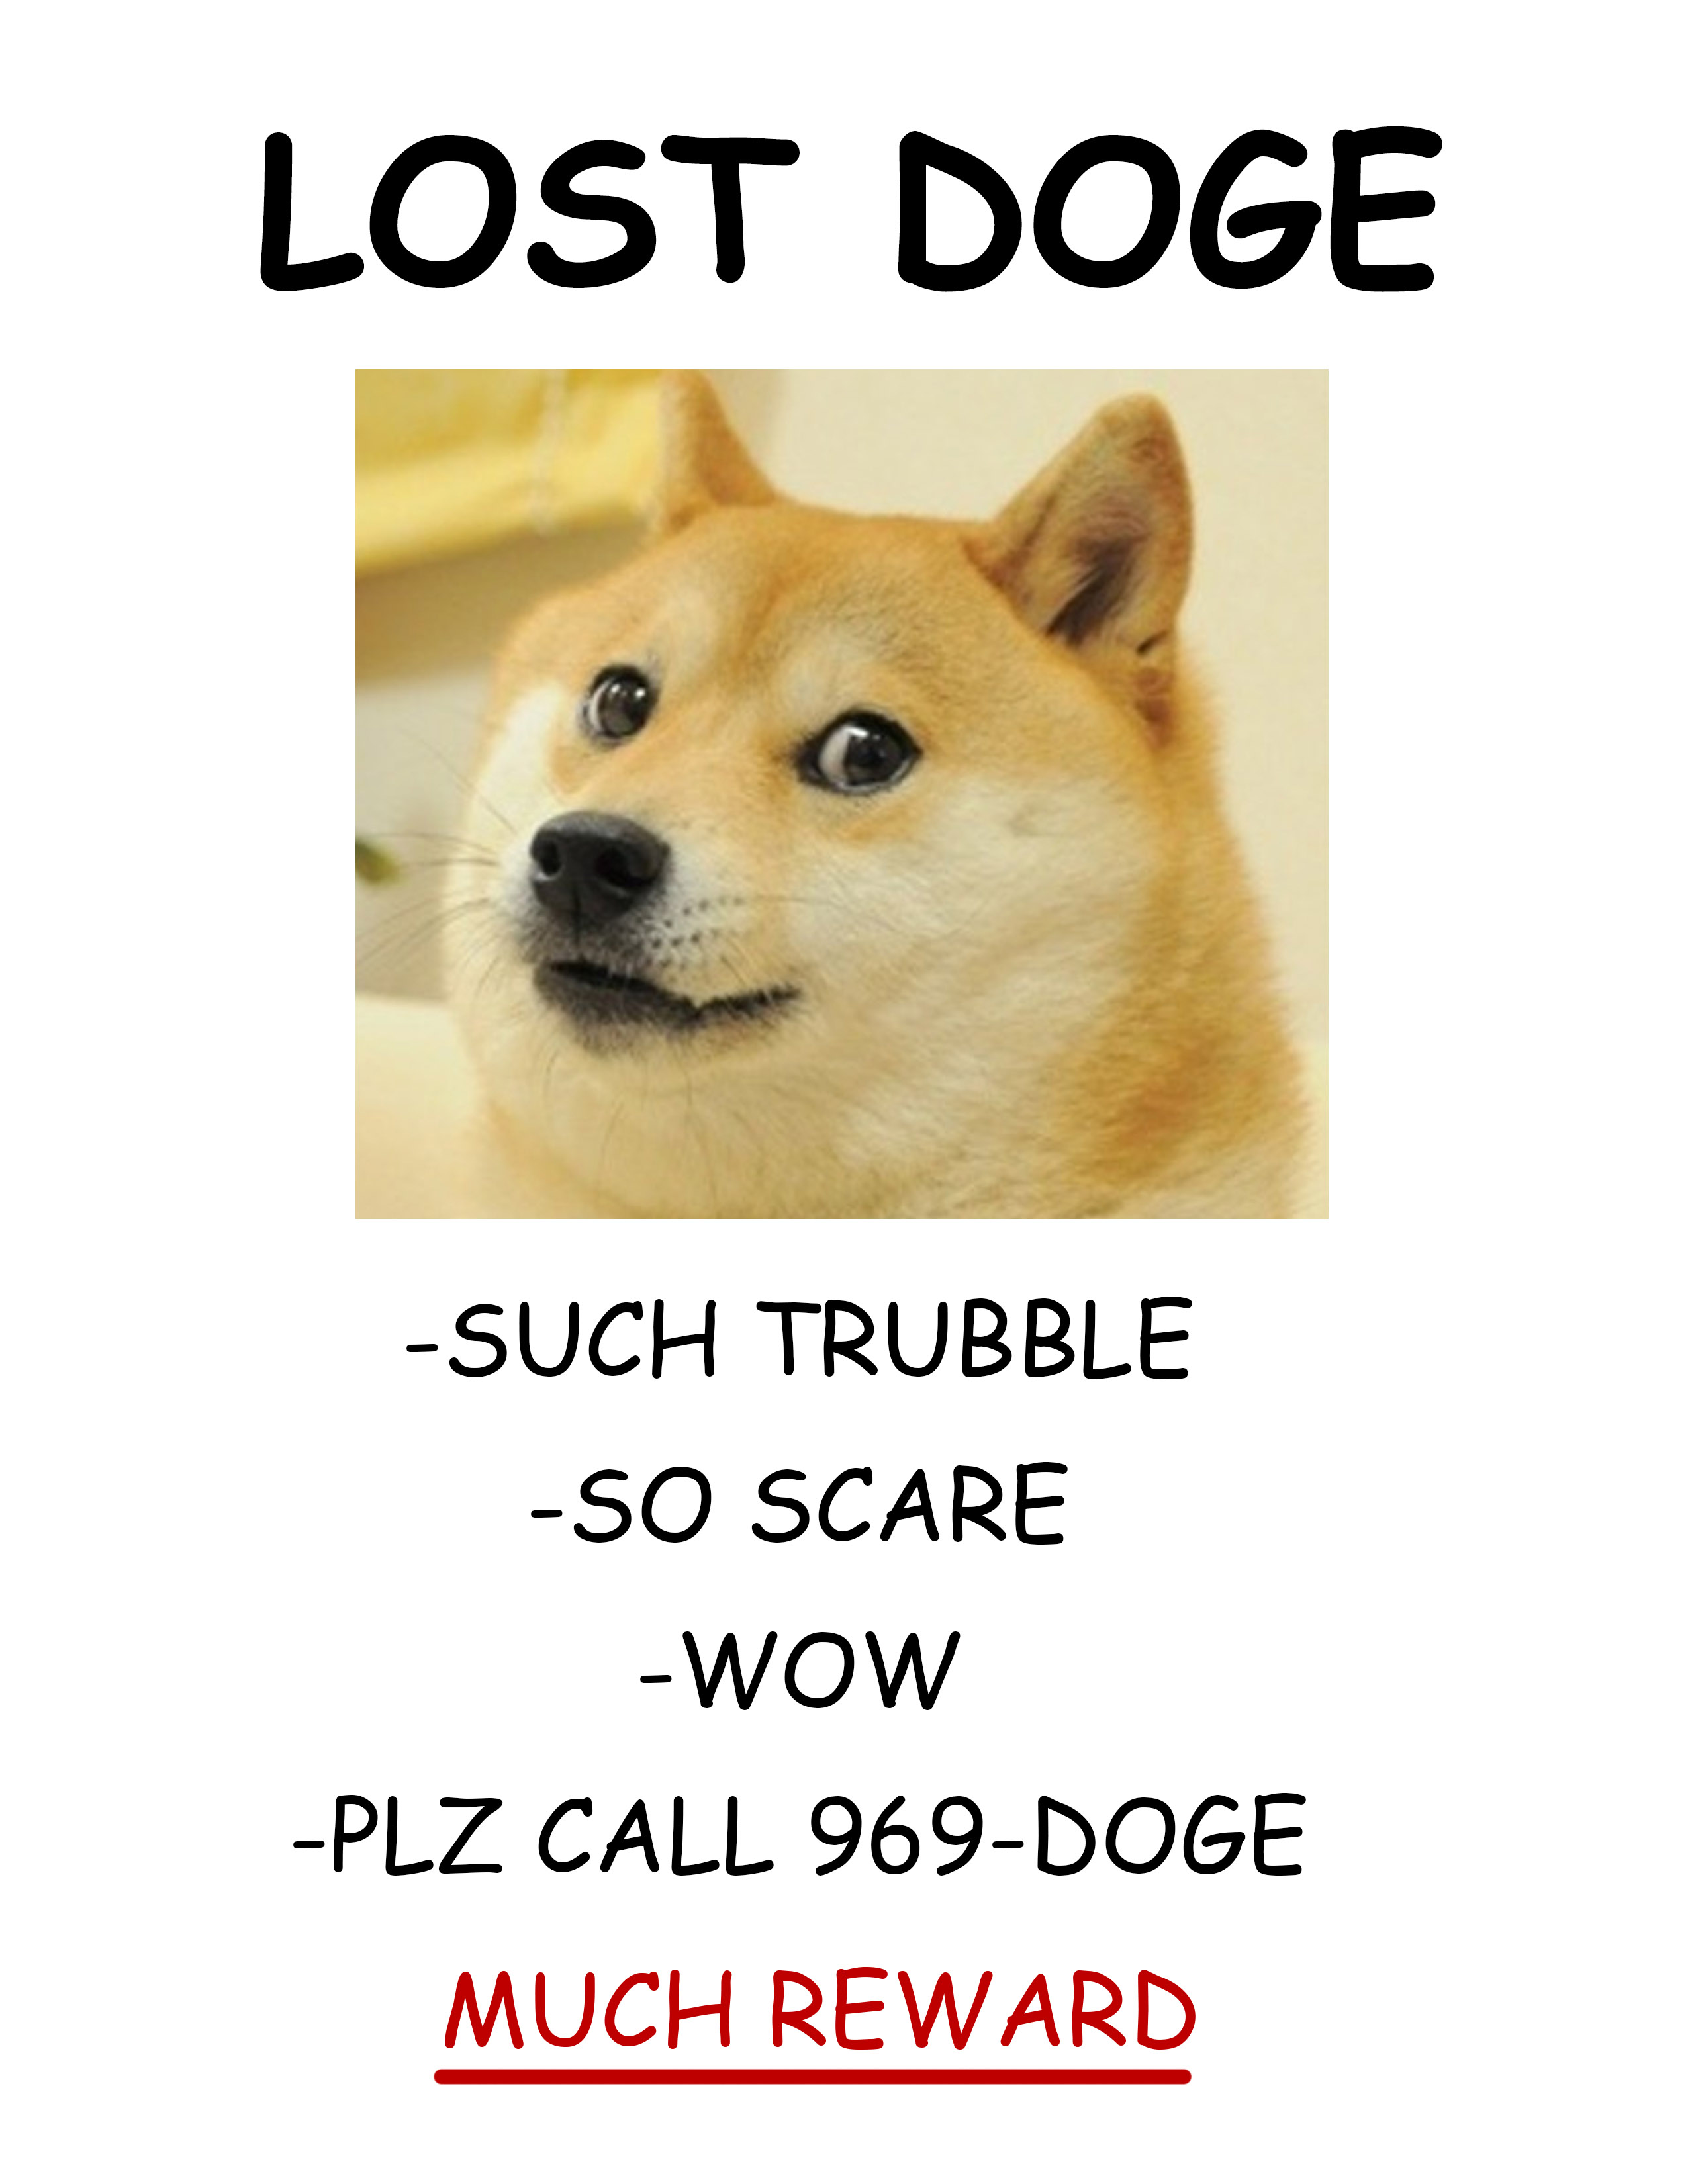 LOST DOGE
-SUCH TRUBBLE
-SO SCARE
-WOW
-PLZ CALL 969-DOGE
MUCH REWARD